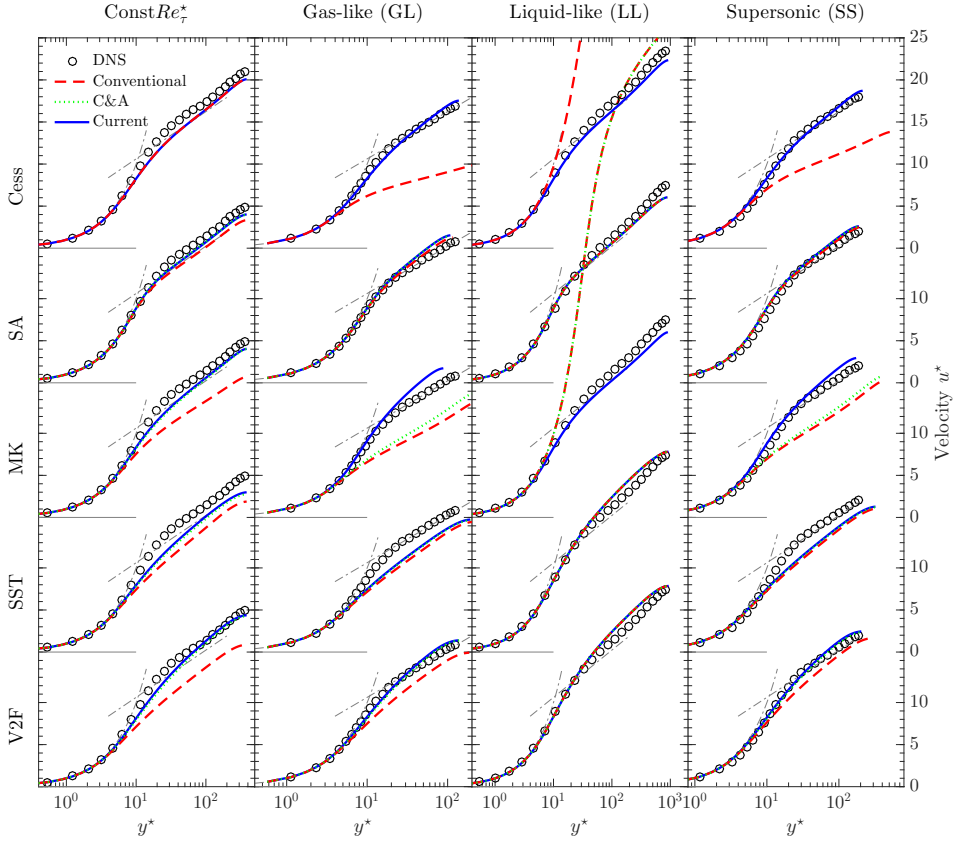 ConstRe⋆τ Gas-like (GL) Liquid-like (LL) Supersonic (SS)
DNS
Conventional
C&A
Current
Cess
SA
MK
SST
V2F
25
20
15
10
5
0
10
5
0
10
5
0
10
5
0
10
5
0
Velocity u⋆
10⁰ 10¹ 10² 10⁰ 10¹ 10² 10⁰ 10¹ 10² 10³ 10⁰ 10¹ 10²
y⋆ y⋆ y⋆ y⋆